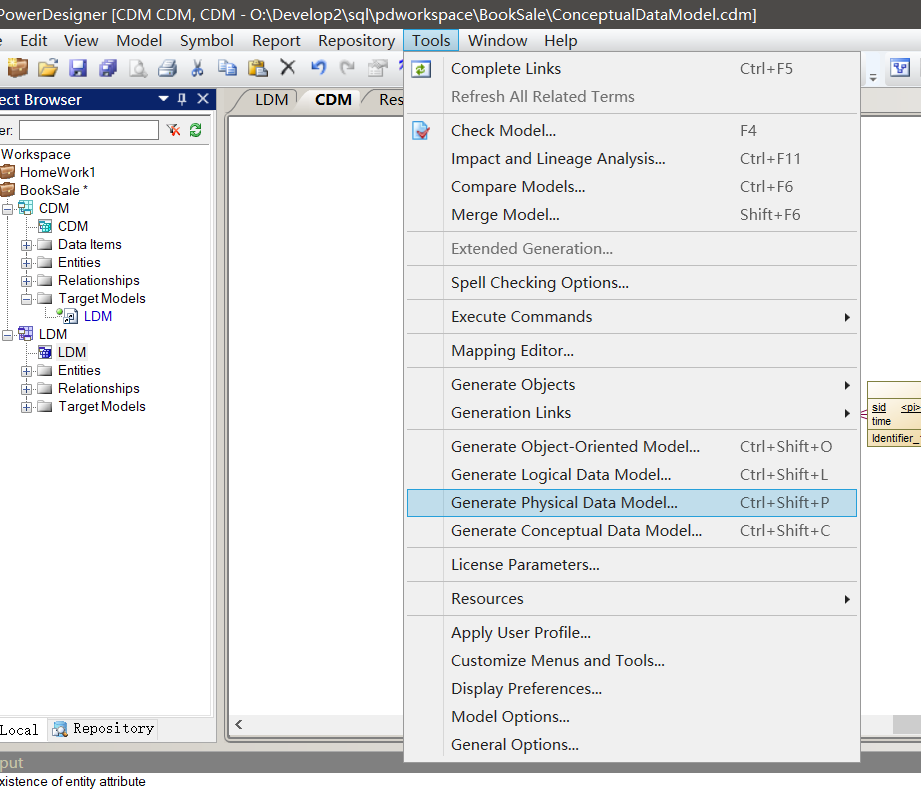 PowerDesigner [CDM CDM, CDM - O:\Develop2\sql\pdworkspace\BookSale\ConceptualDataModel.cdm]
Edit View Model Symbol Report Repository Tools Window Help
ect Browser
LDM CDM Res
er:
Workspace
HomeWork1
BookSale *
CDM
CDM
Data Items
Entities
Relationships
Target Models
LDM
LDM
LDM
Entities
Relationships
Target Models
Local Repository
Complete Links Ctrl+F5
Refresh All Related Terms
Check Model... F4
Impact and Lineage Analysis... Ctrl+F11
Compare Models... Ctrl+F6
Merge Model... Shift+F6
Extended Generation...
Spell Checking Options...
Execute Commands
Mapping Editor...
Generate Objects
Generation Links
Generate Object-Oriented Model... Ctrl+Shift+O
Generate Logical Data Model... Ctrl+Shift+L
Generate Physical Data Model... Ctrl+Shift+P
Generate Conceptual Data Model... Ctrl+Shift+C
License Parameters...
Resources
Apply User Profile...
Customize Menus and Tools...
Display Preferences...
Model Options...
General Options...
sid <pi>
time
Identifier_
put
xistence of entity attribute